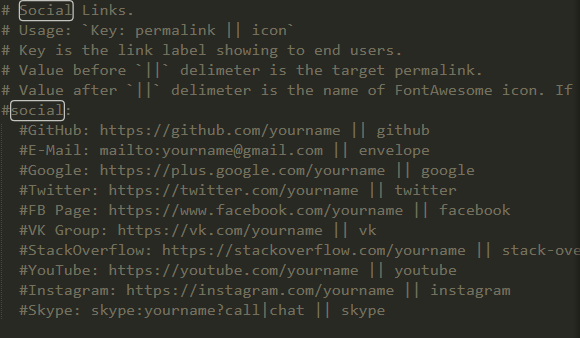 # Social Links.
# Usage: `Key: permalink || icon`
# Key is the link label showing to end users.
# Value before `||` delimeter is the target permalink.
# Value after `||` delimeter is the name of FontAwesome icon. If
#social:
#GitHub: https://github.com/yourname || github
#E-Mail: mailto:yourname@gmail.com || envelope
#Google: https://plus.google.com/yourname || google
#Twitter: https://twitter.com/yourname || twitter
#FB Page: https://www.facebook.com/yourname || facebook
#VK Group: https://vk.com/yourname || vk
#StackOverflow: https://stackoverflow.com/yourname || stack-ove
#YouTube: https://youtube.com/yourname || youtube
#Instagram: https://instagram.com/yourname || instagram
#Skype: skype:yourname?call|chat || skype